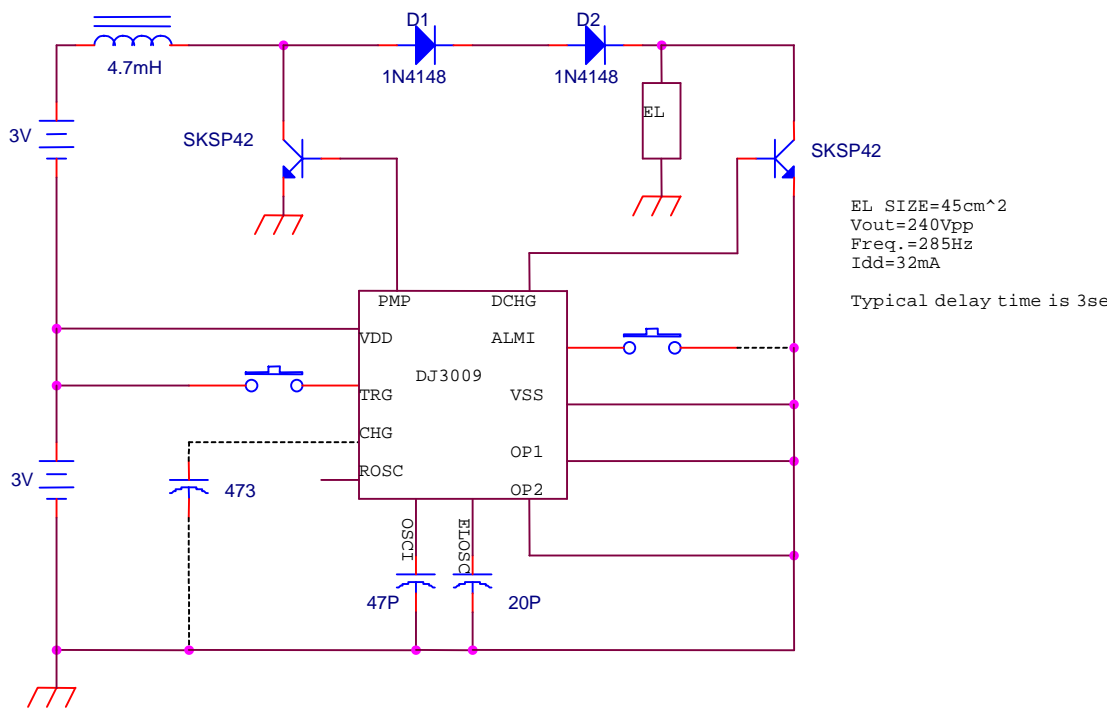 D1
D2
4.7mH
1N4148
1N4148
3V
SKSP42
EL
SKSP42
EL SIZE=45cm^2
Vout=240Vpp
Freq.=285Hz
Idd=32mA
Typical delay time is 3se
PMP
DCHG
VDD
ALMI
DJ3009
TRG
VSS
CHG
OP1
ROSC
OP2
3V
473
OSCI
ELOSC
47P
20P